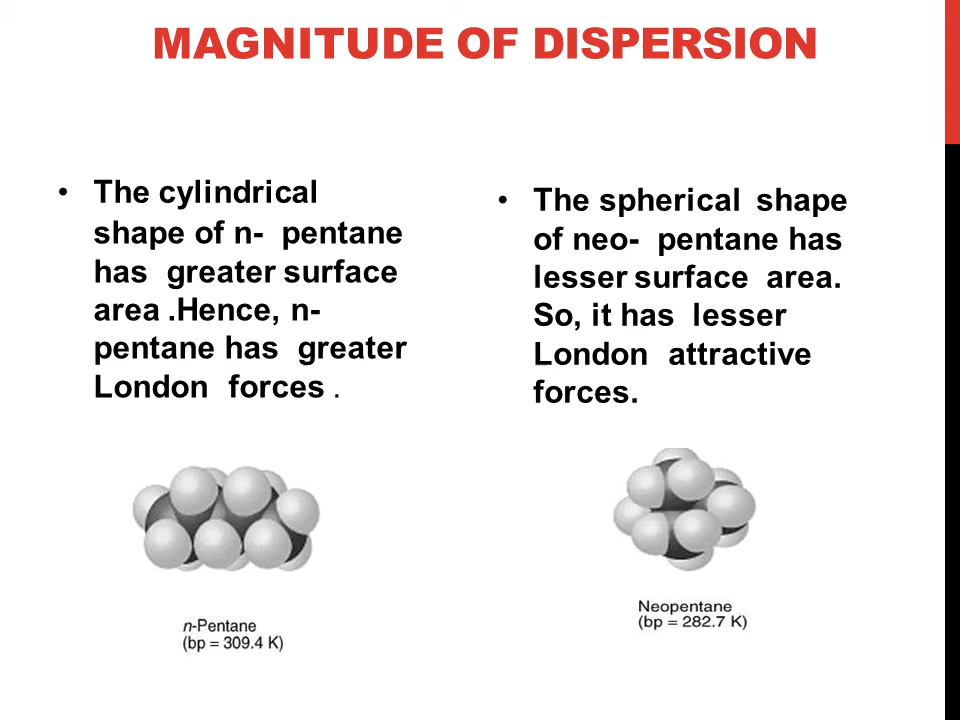 MAGNITUDE OF DISPERSION
• The cylindrical
shape of n- pentane
has greater surface
area .Hence, n-
pentane has greater
London forces .
• The spherical shape
of neo- pentane has
lesser surface area.
So, it has lesser
London attractive
forces.
n-Pentane
(bp = 309.4 K)
Neopentane
(bp = 282.7 K)